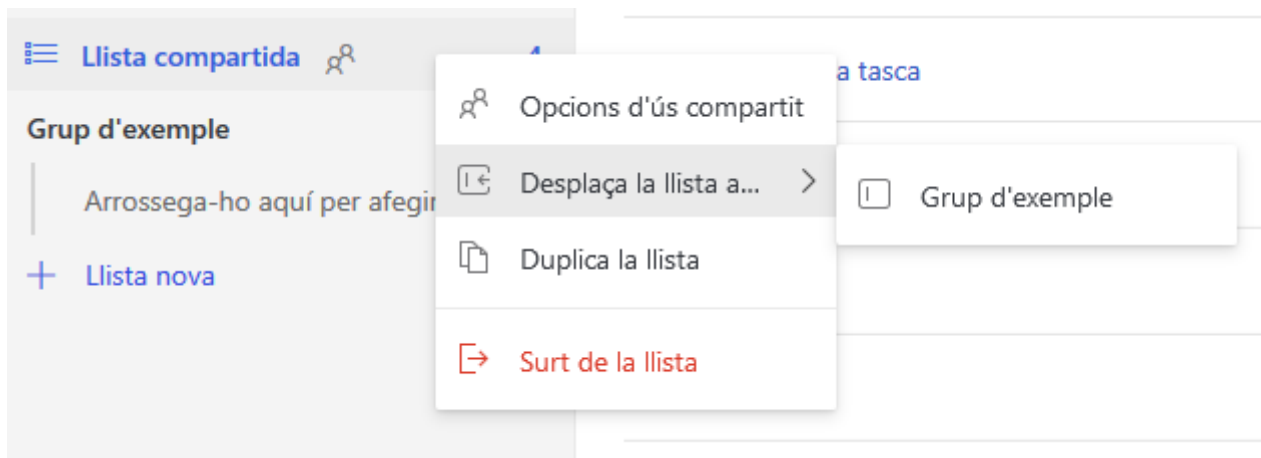 Llista compartida
a tasca
Opcions d'ús compartit
Grup d'exemple
Desplaça la llista a...
Grup d'exemple
Arrossega-ho aquí per afegir
Duplica la llista
Llista nova
Surt de la llista